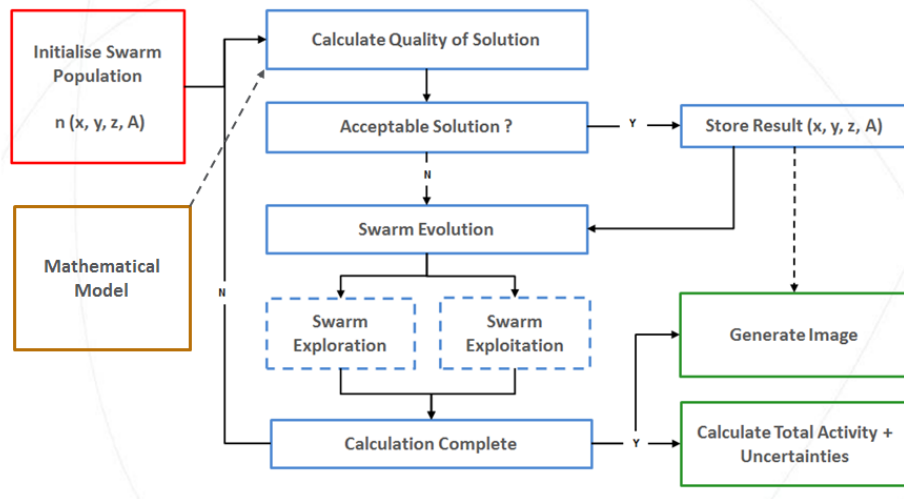 Initialise Swarm
Population
n (x, y, z, A)
Calculate Quality of Solution
Acceptable Solution ?
Y
Store Result (x, y, z, A)
N
Mathematical
Model
Swarm Evolution
N
Swarm
Exploration
Swarm
Exploitation
Generate Image
Calculation Complete
Y
Calculate Total Activity +
Uncertainties